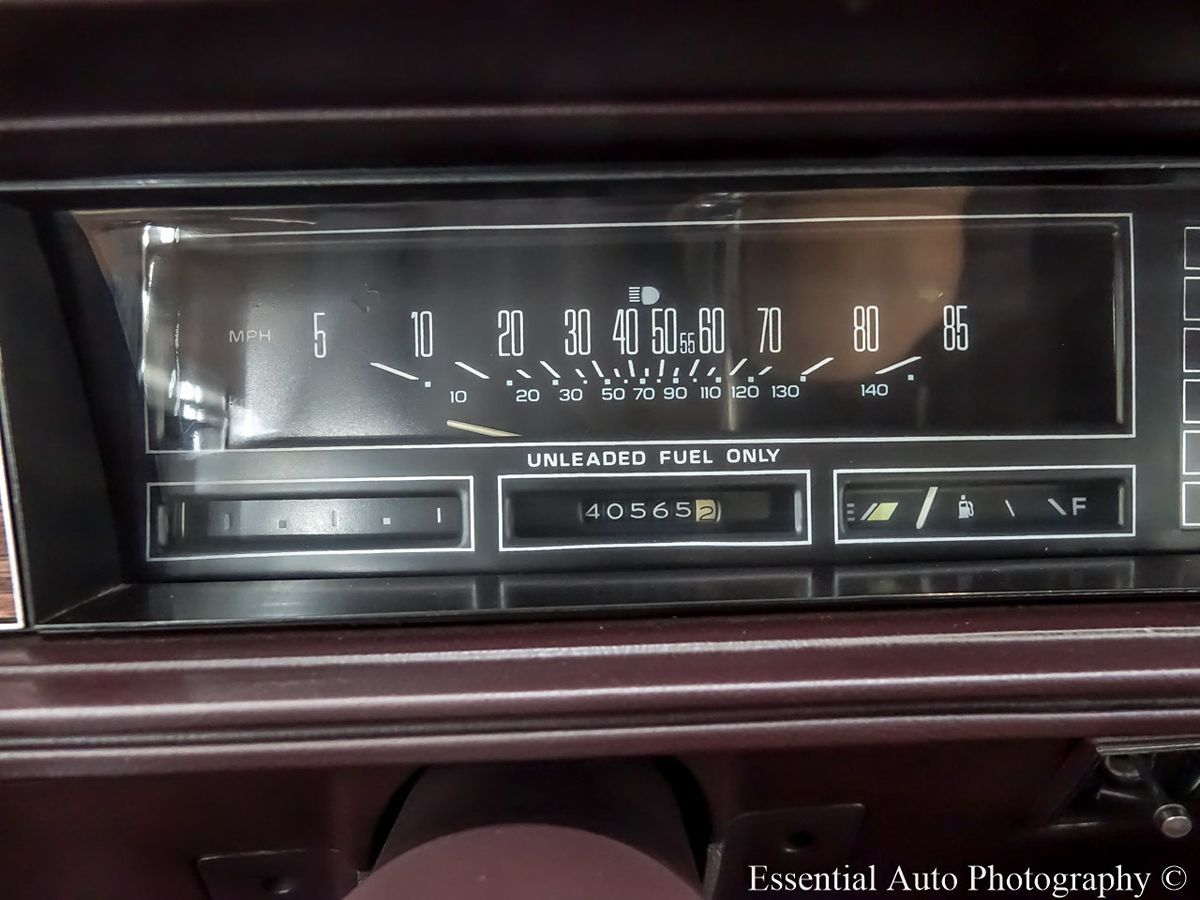 MPH 5 10 20 30 40 50 55 60 70 80 85
10 20 30 50 70 90 110 120 130 140
UNLEADED FUEL ONLY
405652
E F
Essential Auto Photography ©